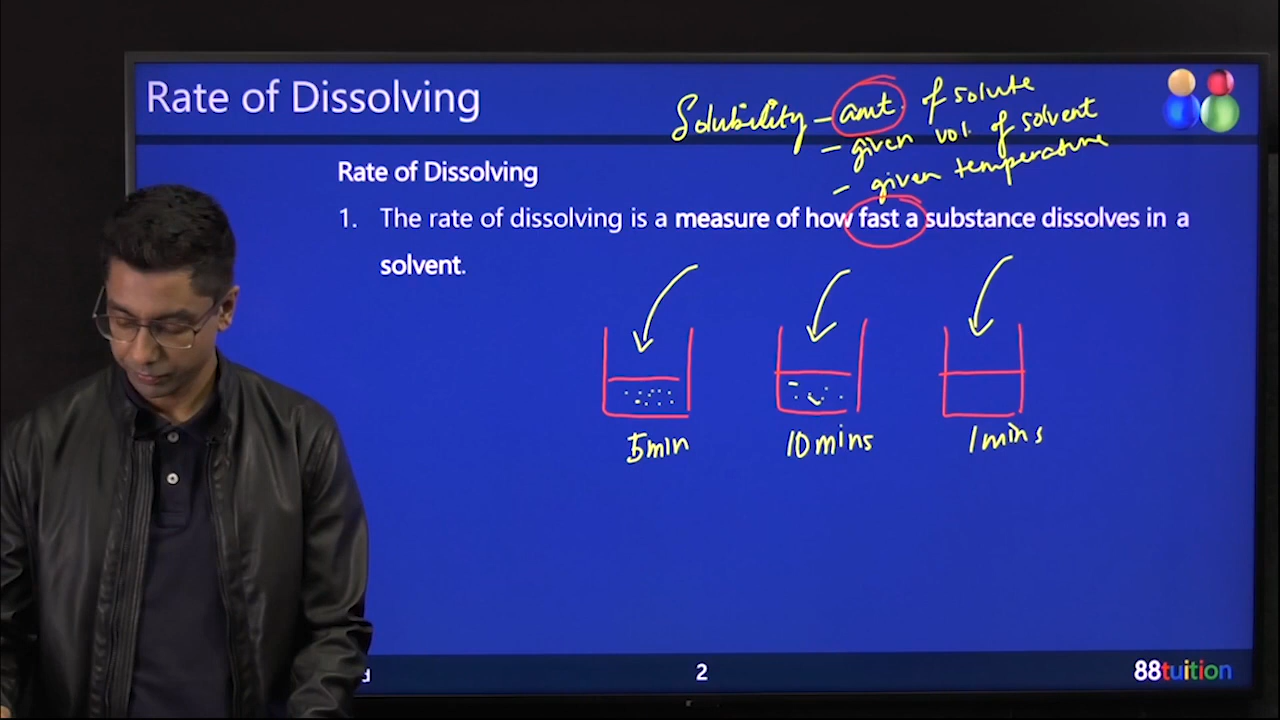 Rate of Dissolving
Solubility - amt. of solute
- given vol. of solvent
- given temperature
Rate of Dissolving
1. The rate of dissolving is a measure of how fast a substance dissolves in a
solvent.
5min 10mins 1mins
d 2 88tuition